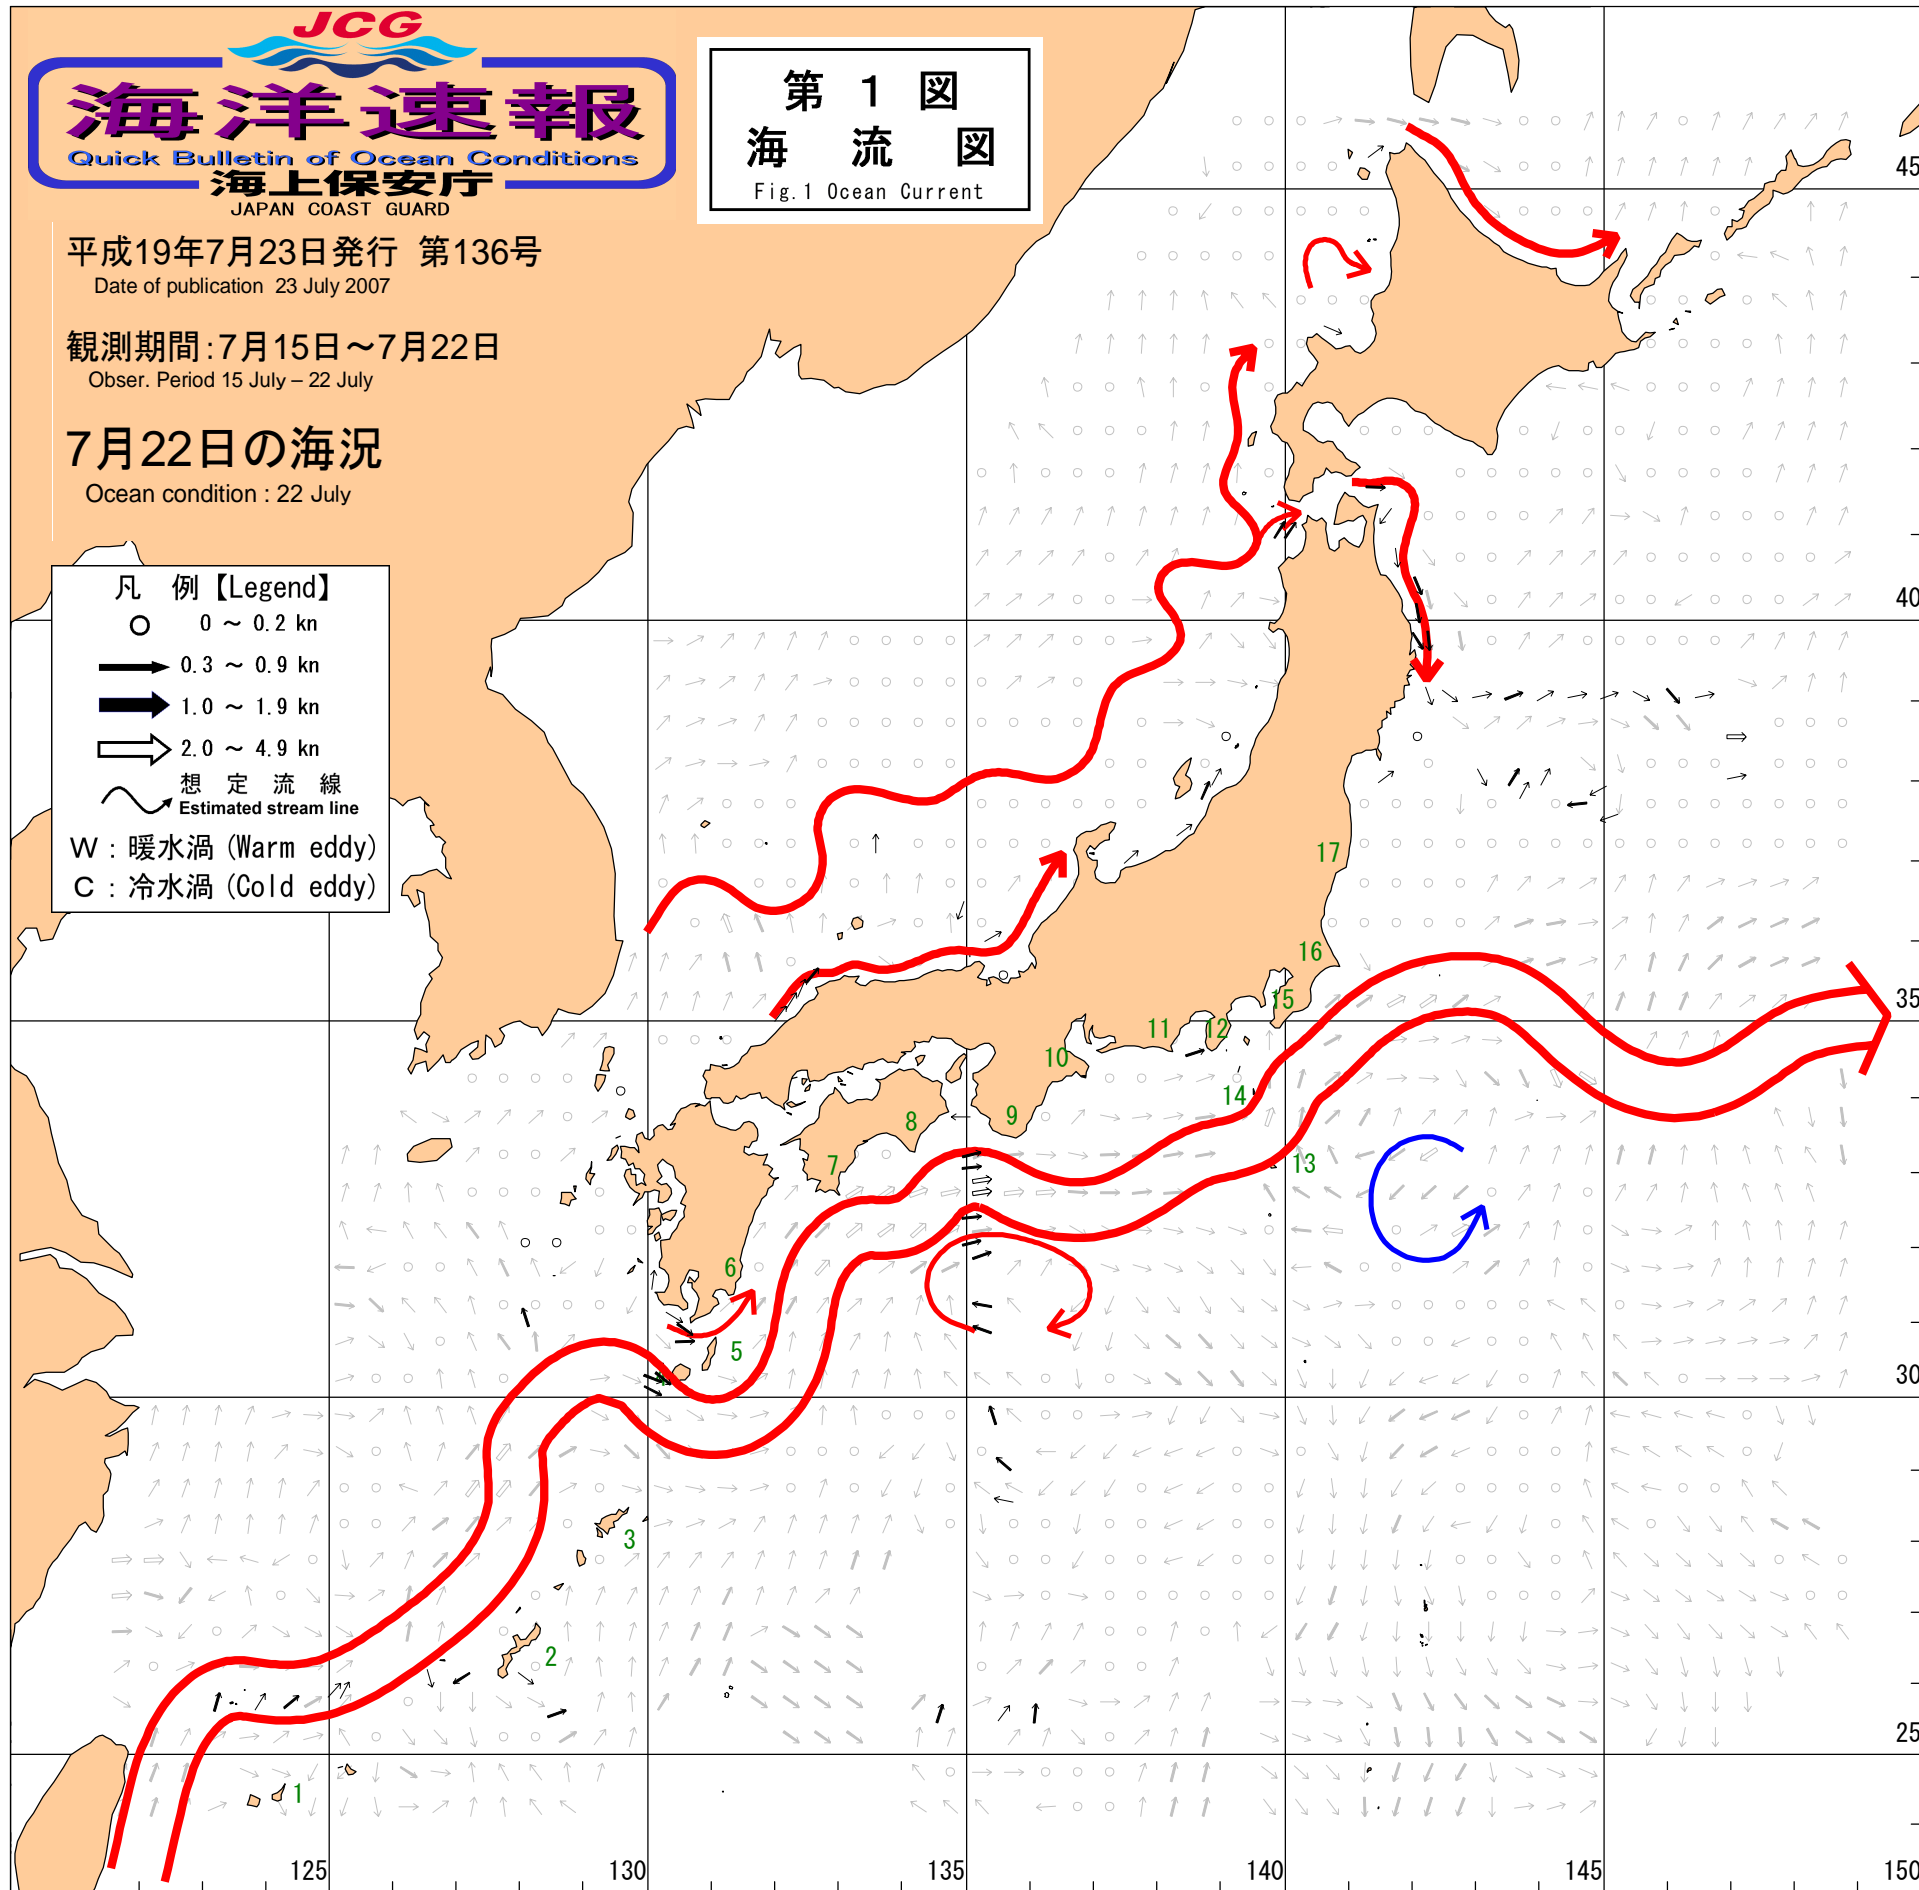 JCG
海洋速報
Quick Bulletin of Ocean Conditions
海上保安庁
JAPAN COAST GUARD
第 1 図
海 流 図
Fig.1 Ocean Current
平成19年7月23日発行 第136号
Date of publication 23 July 2007
観測期間:7月15日～7月22日
Obser. Period 15 July – 22 July
7月22日の海況
Ocean condition : 22 July
凡 例【Legend】
0 ～ 0.2 kn
0.3 ～ 0.9 kn
1.0 ～ 1.9 kn
2.0 ～ 4.9 kn
想 定 流 線
Estimated stream line
W : 暖水渦 (Warm eddy)
C : 冷水渦 (Cold eddy)
45
40
35
30
25
17
16
15
14
13
12
11
10
9
8
7
6
5
3
2
1
125
130
135
140
145
150